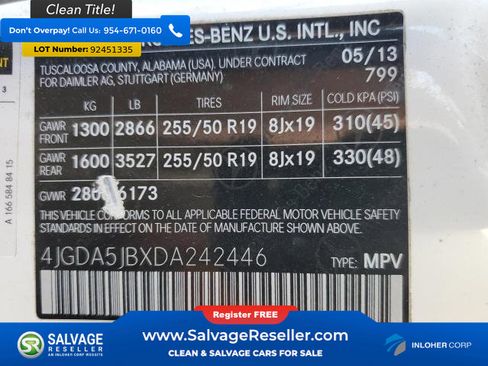 Clean Title!
Don't Overpay! Call Us: 954-671-0160
LOT Number: 92451335
ES-BENZ U.S. INTL., INC
TUSCALOOSA COUNTY, ALABAMA (USA). UNDER CONTRACT 05/13
FOR DAIMLER AG, STUTTGART (GERMANY) 799
KG LB TIRES RIM SIZE COLD KPA (PSI)
GAWR FRONT 1300 2866 255/50 R19 8Jx19 310(45)
GAWR REAR 1600 3527 255/50 R19 8Jx19 330(48)
GVWR 6173
THIS VEHICLE CONFORMS TO ALL APPLICABLE FEDERAL MOTOR VEHICLE SAFETY
STANDARDS IN EFFECT ON THE DATE OF MANUFACTURE SHOWN ABOVE.
4JGDA5JBXDA242446 TYPE: MPV
A 166 584 84 15
Register FREE
SALVAGE RESELLER
AN INLOHER CORP WEBSITE
www.SalvageReseller.com
CLEAN & SALVAGE CARS FOR SALE
INLOHER CORP